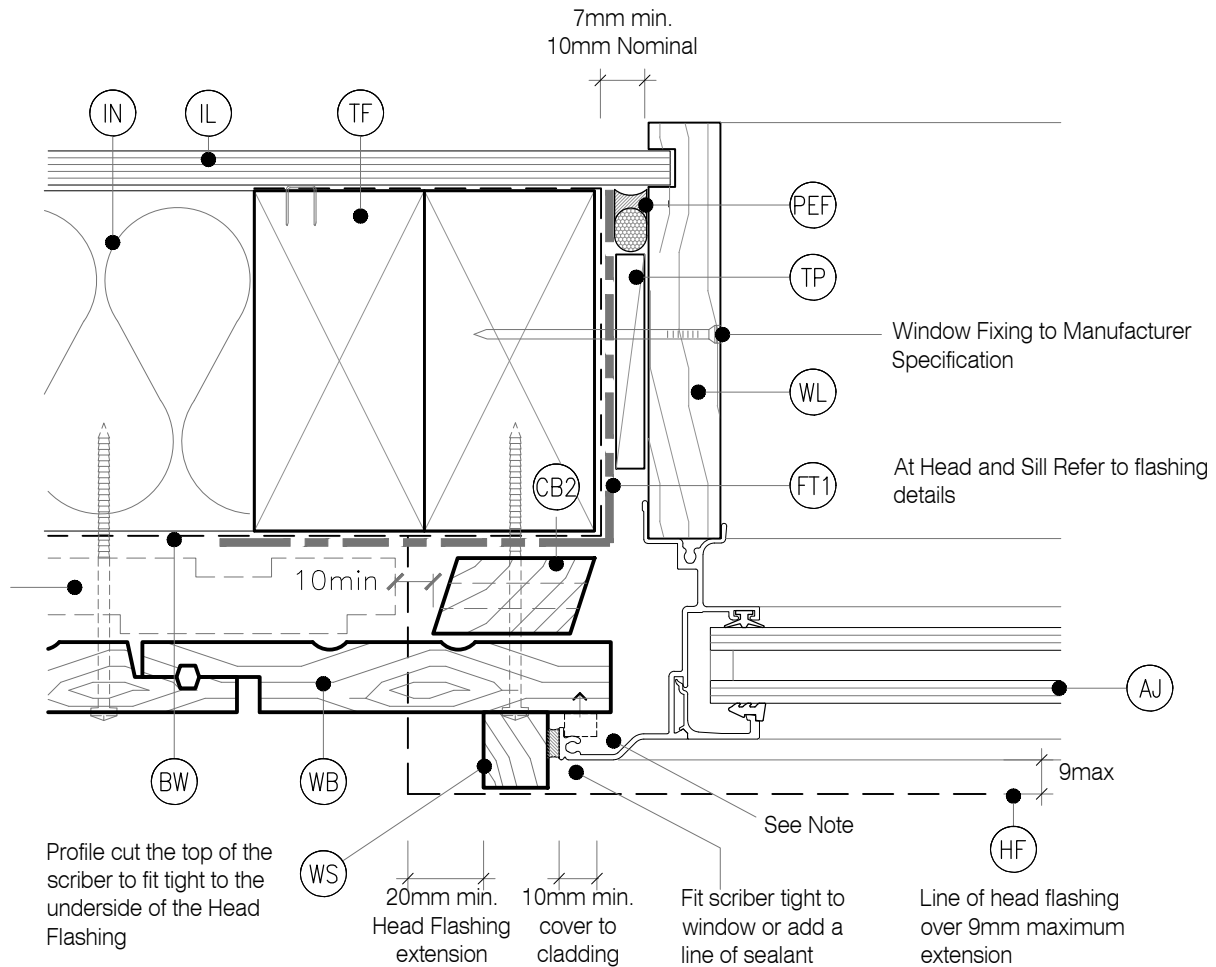 7mm min.
10mm Nominal
IN
IL
TF
PEF
TP
Window Fixing to Manufacturer
Specification
WL
At Head and Sill Refer to flashing
details
CB2
FT1
10min
AJ
BW
WB
9max
See Note
HF
WS
Profile cut the top of the
scriber to fit tight to the
underside of the Head
Flashing
20mm min.
Head Flashing
extension
10mm min.
cover to
cladding
Fit scriber tight to
window or add a
line of sealant
Line of head flashing
over 9mm maximum
extension